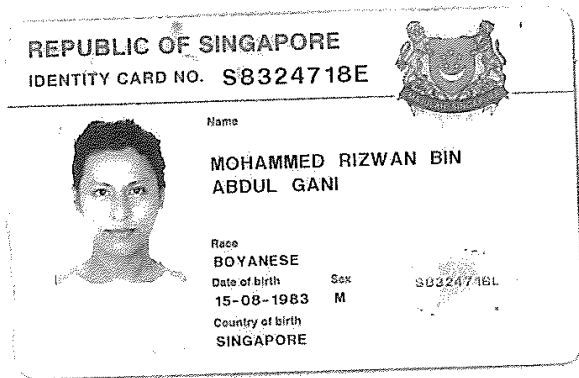 REPUBLIC OF SINGAPORE
IDENTITY CARD NO. S8324718E
Name
MOHAMMED RIZWAN BIN
ABDUL GANI
Race
BOYANESE
Date of birth Sex
15-08-1983 M
Country of birth
SINGAPORE